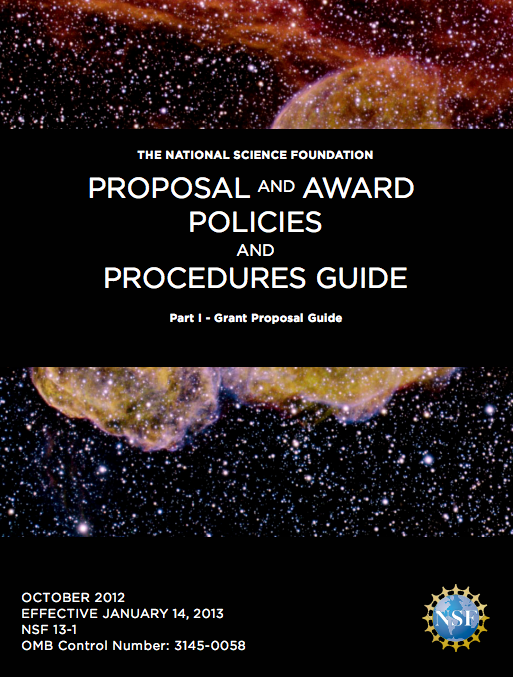 THE NATIONAL SCIENCE FOUNDATION
PROPOSAL AND AWARD
POLICIES
AND
PROCEDURES GUIDE
Part I - Grant Proposal Guide
OCTOBER 2012
EFFECTIVE JANUARY 14, 2013
NSF 13-1
OMB Control Number: 3145-0058
NSF